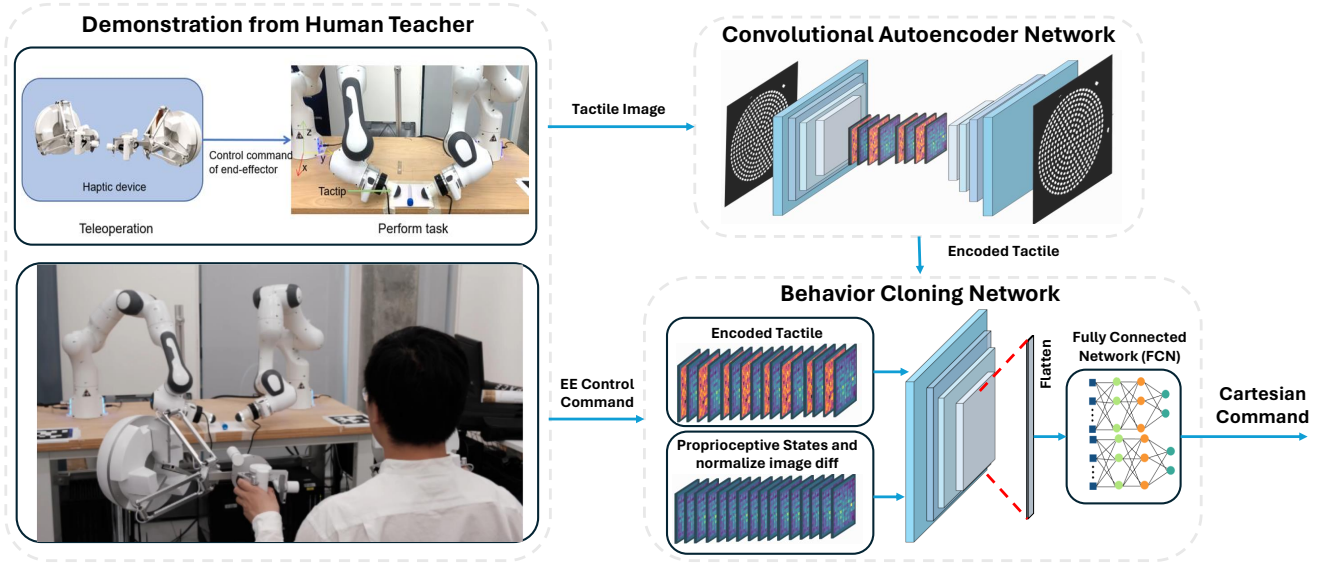 Demonstration from Human Teacher
Haptic device
Control command
of end-effector
z
y
x
Tactip
Teleoperation
Perform task
Tactile Image
Convolutional Autoencoder Network
Encoded Tactile
EE Control
Command
Behavior Cloning Network
Encoded Tactile
Proprioceptive States and
normalize image diff
Flatten
Fully Connected
Network (FCN)
Cartesian
Command